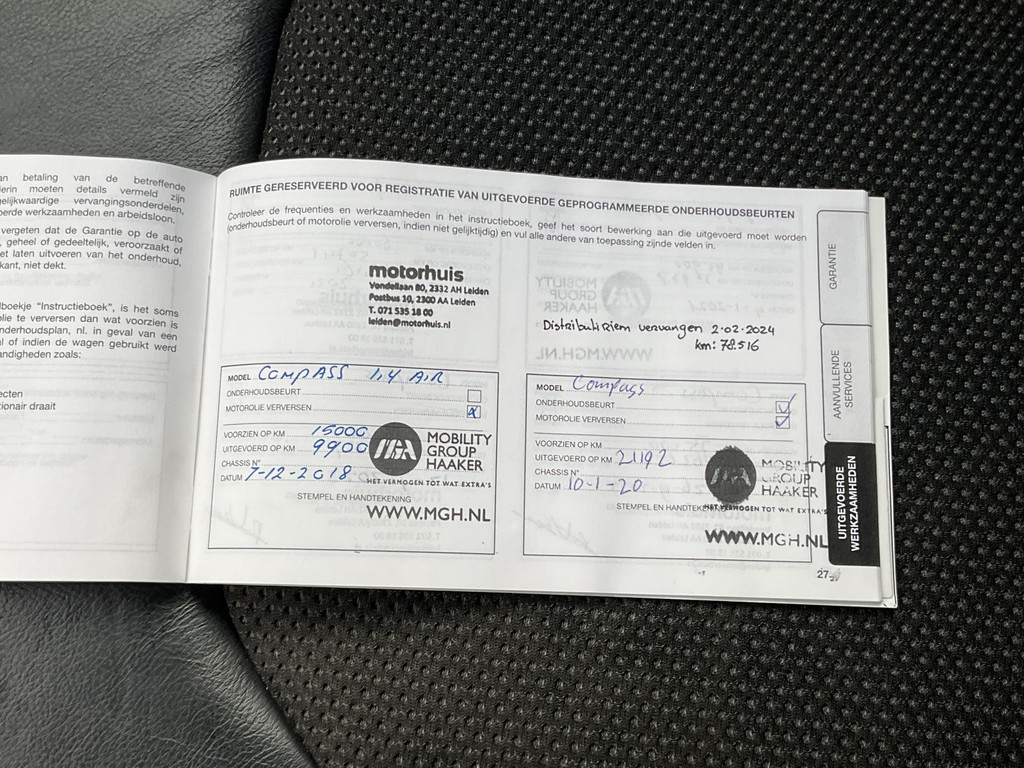 an betaling van de betreffende
ierin moeten details vermeld zijn
elijkwaardige vervangingsonderdelen,
erde werkzaamheden en arbeidsloon.
vergeten dat de Garantie op de auto
, geheel of gedeeltelijk, veroorzaakt of
et laten uitvoeren van het onderhoud,
kant, niet dekt.
lboekje "Instructieboek", is het soms
olie te verversen dan wat voorzien is
nderhoudsplan, nl. in geval van een
l of indien de wagen gebruikt werd
andigheden zoals:
ecten
tionair draait
RUIMTE GERESERVEERD VOOR REGISTRATIE VAN UITGEVOERDE GEPROGRAMMEERDE ONDERHOUDSBEURTEN
Controleer de frequenties en werkzaamheden in het instructieboek, geef het soort bewerking aan die uitgevoerd moet worden
(onderhoudsbeurt of motorolie verversen, indien niet gelijktijdig) en vul alle andere van toepassing zijnde velden in.
motorhuis
Vondellaan 80, 2332 AH Leiden
Postbus 10, 2300 AA Leiden
T. 071 535 18 00
leiden@motorhuis.nl
MODEL COMPASS 1,4 AIR
ONDERHOUDSBEURT
MOTOROLIE VERVERSEN
VOORZIEN OP KM 15000
UITGEVOERD OP KM 9900
CHASSIS N°
DATUM 7-12-2018
MOBILITY
GROUP
HAAKER
HET VERMOGEN TOT WAT EXTRA'S
STEMPEL EN HANDTEKENING
WWW.MGH.NL
Distributieriem vervangen 2-02-2024
km: 78.516
MODEL Compass
ONDERHOUDSBEURT
MOTOROLIE VERVERSEN
VOORZIEN OP KM
UITGEVOERD OP KM 21192
CHASSIS N°
DATUM 10-1-20
MOBILITY
GROUP
HAAKER
STEMPEL EN HANDTEKE
HET VERMOGEN TOT WAT EXTRA'S
WWW.MGH.NL
27
GARANTIE
AANVULLENDE
SERVICES
UITGEVOERDE
WERKZAAMHEDEN